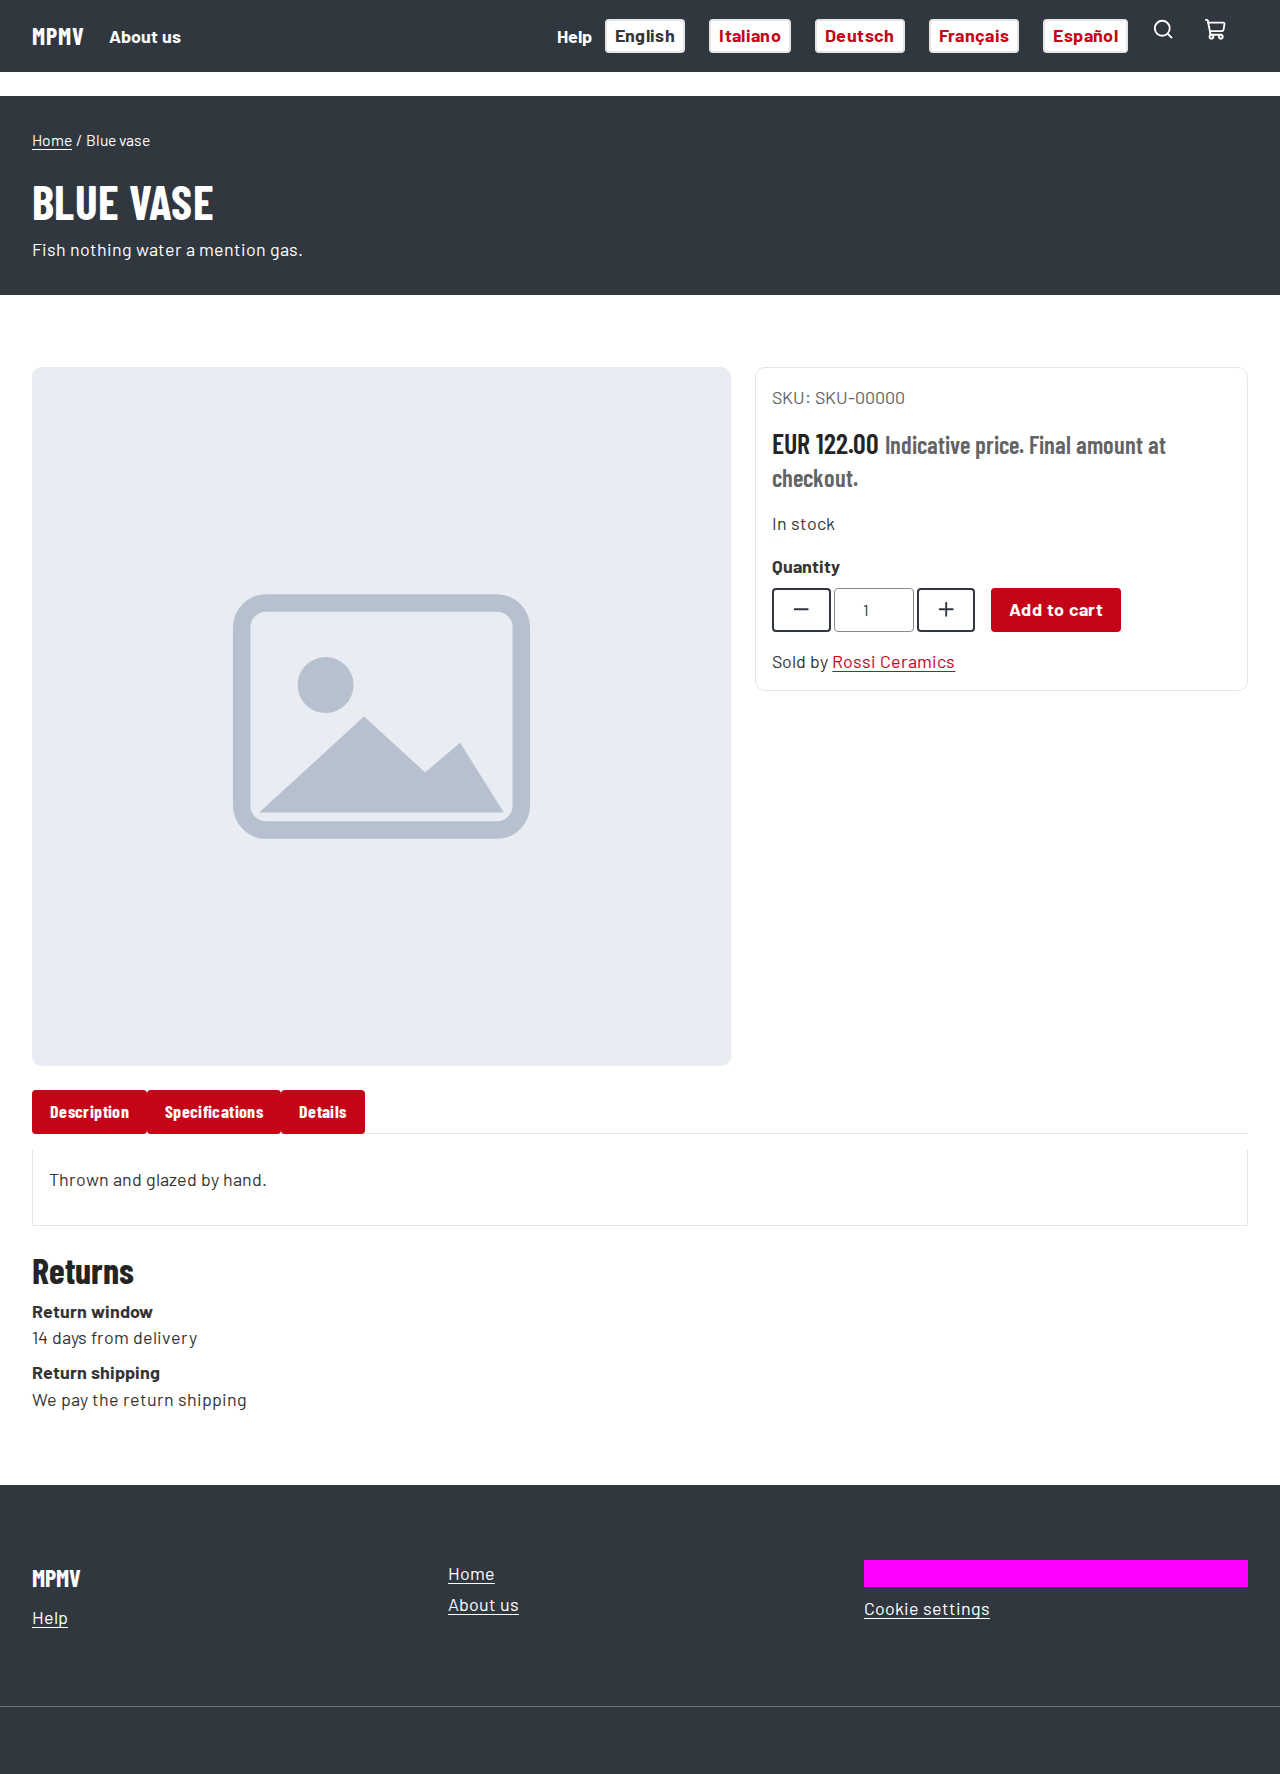 MPMV About us Help English Italiano Deutsch Français Español
Home / Blue vase
BLUE VASE
Fish nothing water a mention gas.
SKU: SKU-00000
EUR 122.00 Indicative price. Final amount at
checkout.
In stock
Quantity
1 Add to cart
Sold by Rossi Ceramics
Description Specifications Details
Thrown and glazed by hand.
Returns
Return window
14 days from delivery
Return shipping
We pay the return shipping
MPMV
Help
Home
About us
Cookie settings